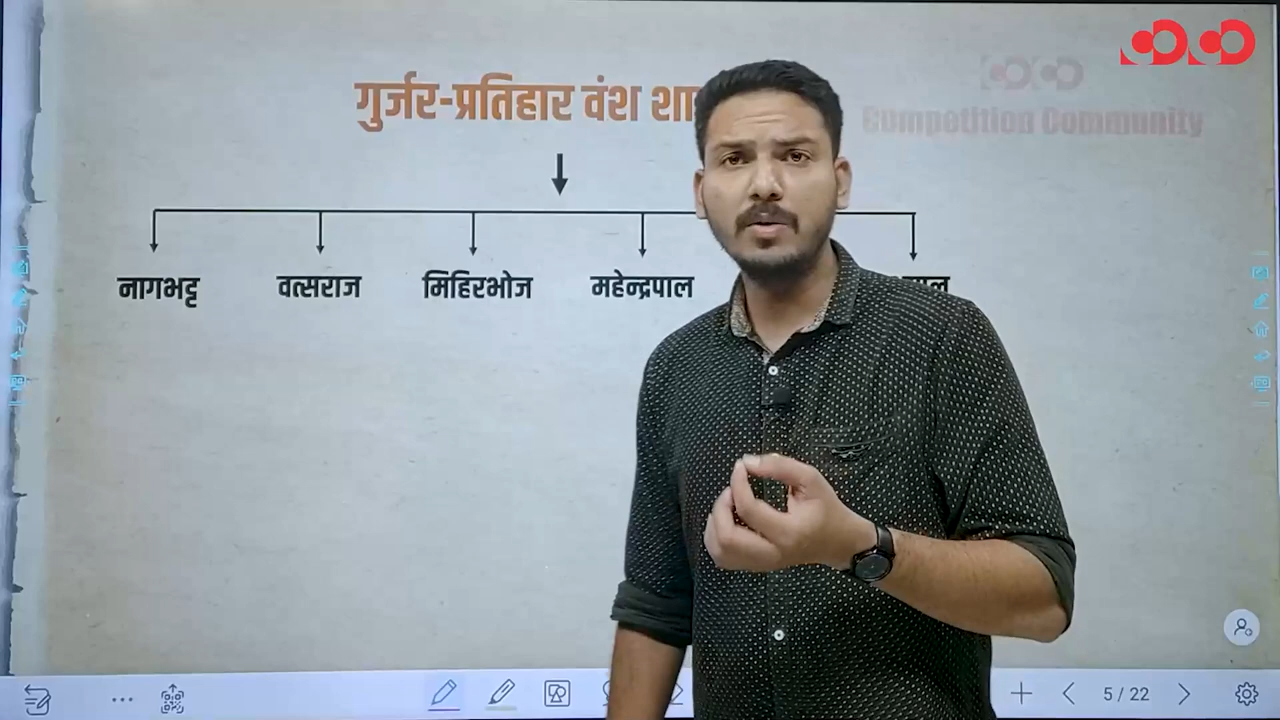 गुर्जर-प्रतिहार वंश
Competition Community
नागभट्ट वत्सराज मिहिरभोज महेन्द्रपाल
5 / 22